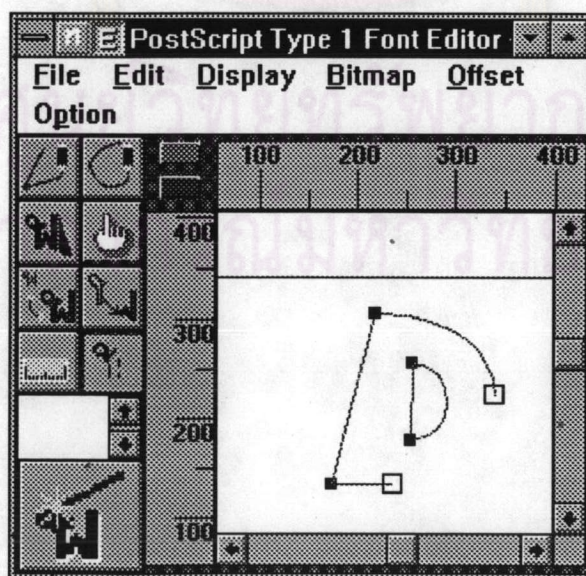 PostScript Type 1 Font Editor
File Edit Display Bitmap Offset
Option
100 200 300 400
400
300
200
100